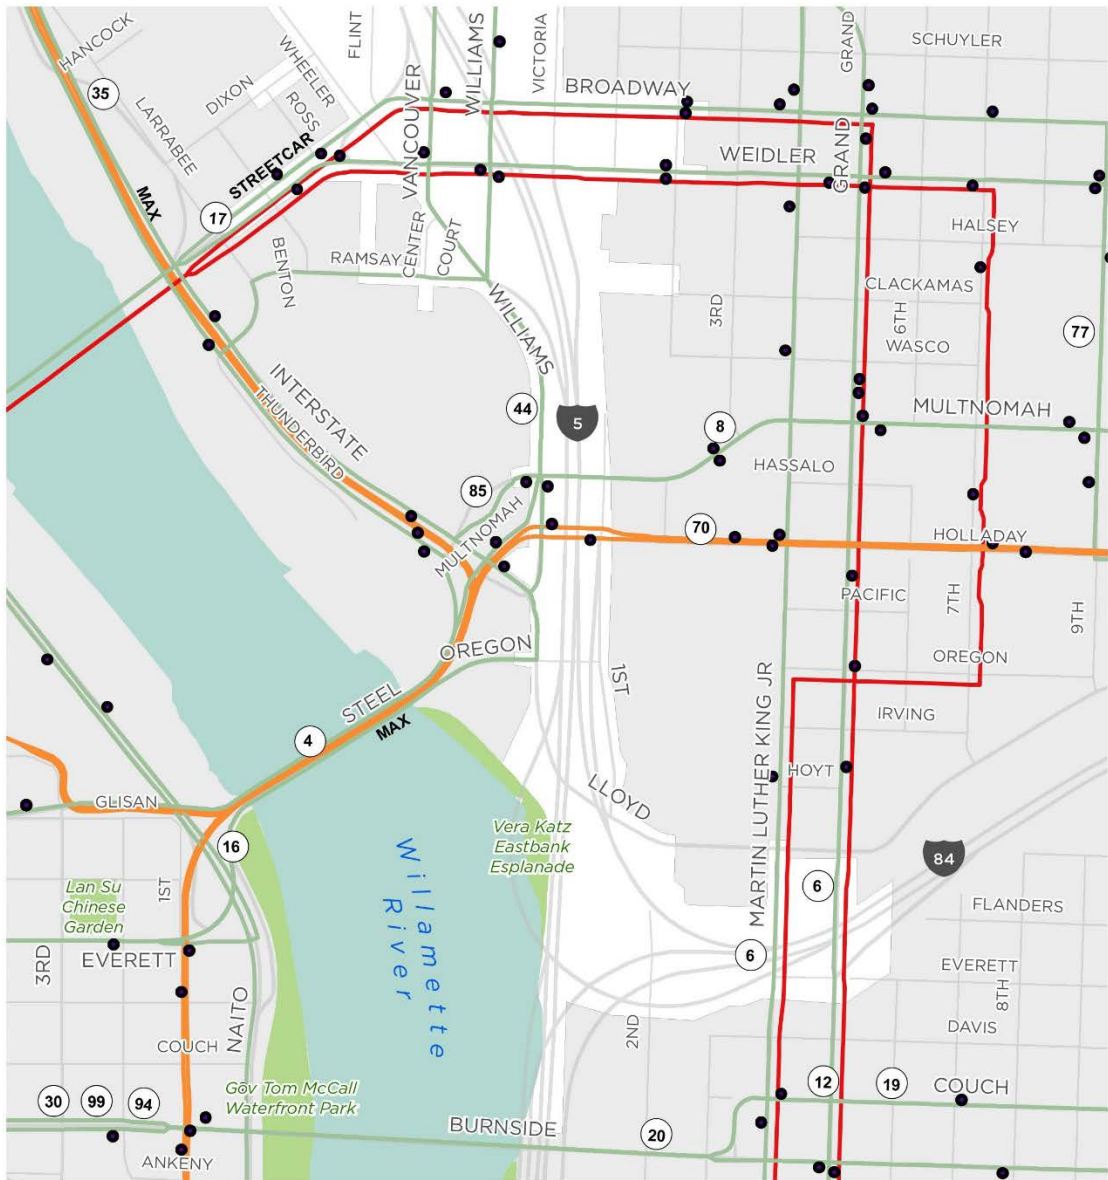 HANCOCK
35
LARRABEE
DIXON
WHEELER
ROSS
FLINT
VANCOUVER
WILLIAMS
VICTORIA
BROADWAY
GRAND
SCHUYLER
STREETCAR
MAX
17
WEIDLER
GRAND
BENTON
RAMSAY
CENTER
COURT
HALSEY
CLACKAMAS
3RD
6TH
WASCO
77
WILLIAMS
INTERSTATE
THUNDERBIRD
44
5
MULTNOMAH
8
HASSALO
85
MULTNOMAH
70
HOLLADAY
PACIFIC
7TH
9TH
OREGON
OREGON
1ST
IRVING
STEEL
MAX
4
MARTIN LUTHER KING JR
HOYT
LLOYD
GLISAN
16
Vera Katz
Eastbank
Esplanade
84
Lan Su
Chinese
Garden
1ST
Willamette
River
6
FLANDERS
3RD
EVERETT
6
EVERETT
8TH
NAITO
COUCH
2ND
DAVIS
Gov Tom McCall
Waterfront Park
12
19
COUCH
30
99
94
BURNSIDE
20
ANKENY